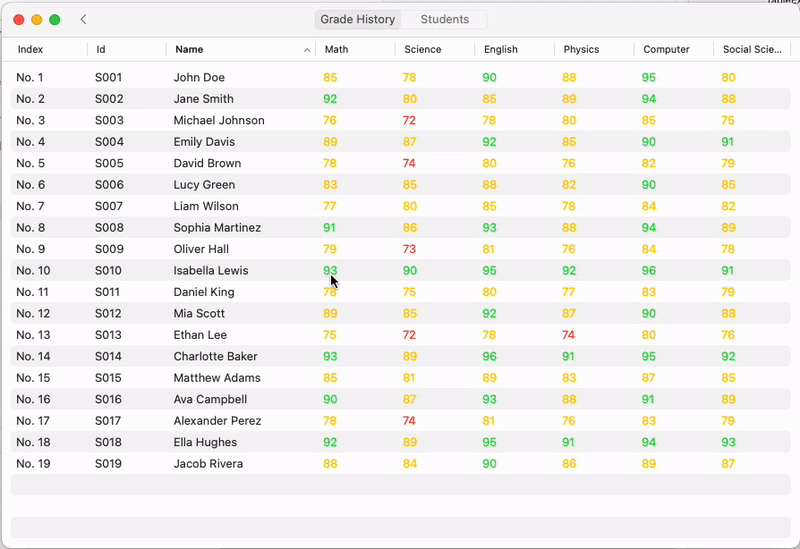 Grade History Students
Index Id Name Math Science English Physics Computer Social Scie...
No. 1 S001 John Doe 85 78 90 88 95 80
No. 2 S002 Jane Smith 92 80 85 89 94 88
No. 3 S003 Michael Johnson 76 72 78 80 85 75
No. 4 S004 Emily Davis 89 87 92 85 90 91
No. 5 S005 David Brown 78 74 80 76 82 79
No. 6 S006 Lucy Green 83 85 88 82 90 85
No. 7 S007 Liam Wilson 77 80 85 78 84 82
No. 8 S008 Sophia Martinez 91 86 93 88 94 89
No. 9 S009 Oliver Hall 79 73 81 76 84 78
No. 10 S010 Isabella Lewis 93 90 95 92 96 91
No. 11 S011 Daniel King 78 75 80 77 83 79
No. 12 S012 Mia Scott 89 85 92 87 90 88
No. 13 S013 Ethan Lee 75 72 78 74 80 76
No. 14 S014 Charlotte Baker 93 89 96 91 95 92
No. 15 S015 Matthew Adams 85 81 89 83 87 85
No. 16 S016 Ava Campbell 90 87 93 88 91 89
No. 17 S017 Alexander Perez 78 74 81 76 83 79
No. 18 S018 Ella Hughes 92 89 95 91 94 93
No. 19 S019 Jacob Rivera 88 84 90 86 89 87